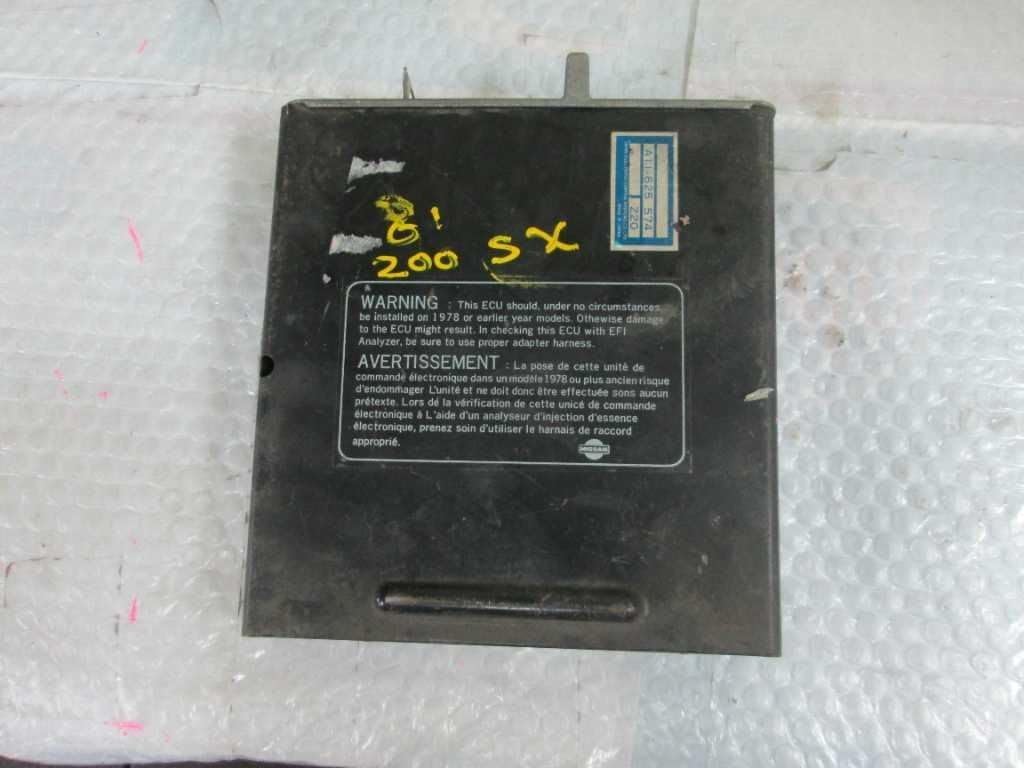 A11-625 574
220
8!
200 SX
WARNING : This ECU should, under no circumstances,
be installed on 1978 or earlier year models. Othewise damage
to the ECU might result. In checking this ECU with EFI
Analyzer, be sure to use proper adapter harness.
AVERTISSEMENT : La pose de cette unité de
commande électronique dans un modèle 1978 ou plus ancien risque
d'endommager L'unité et ne doit donc être effectuée sons aucun
prétexte. Lors dé la vérification de cette unicé de commande
électronique à L'aide d'un analyseur d'injection d'essence
électronique, prenez soin d'utiliser le harnais de raccord
approprié.
NISSAN